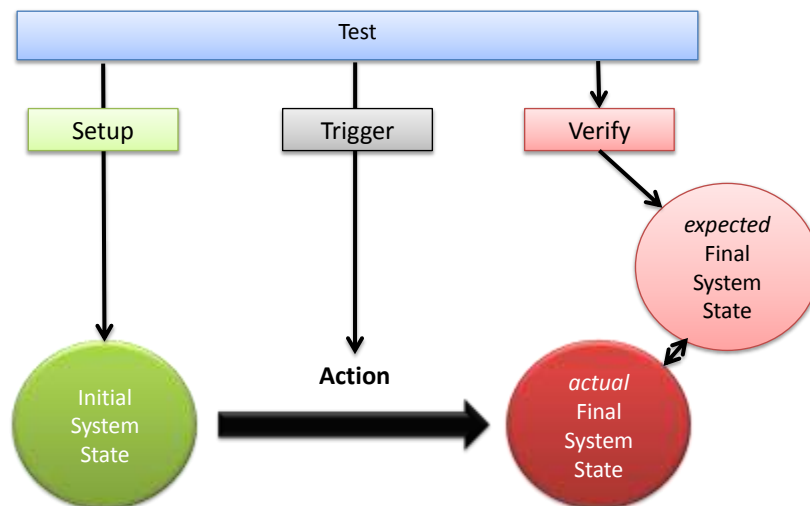 Test
Setup
Trigger
Verify
expected
Final
System
State
Action
Initial
System
State
actual
Final
System
State